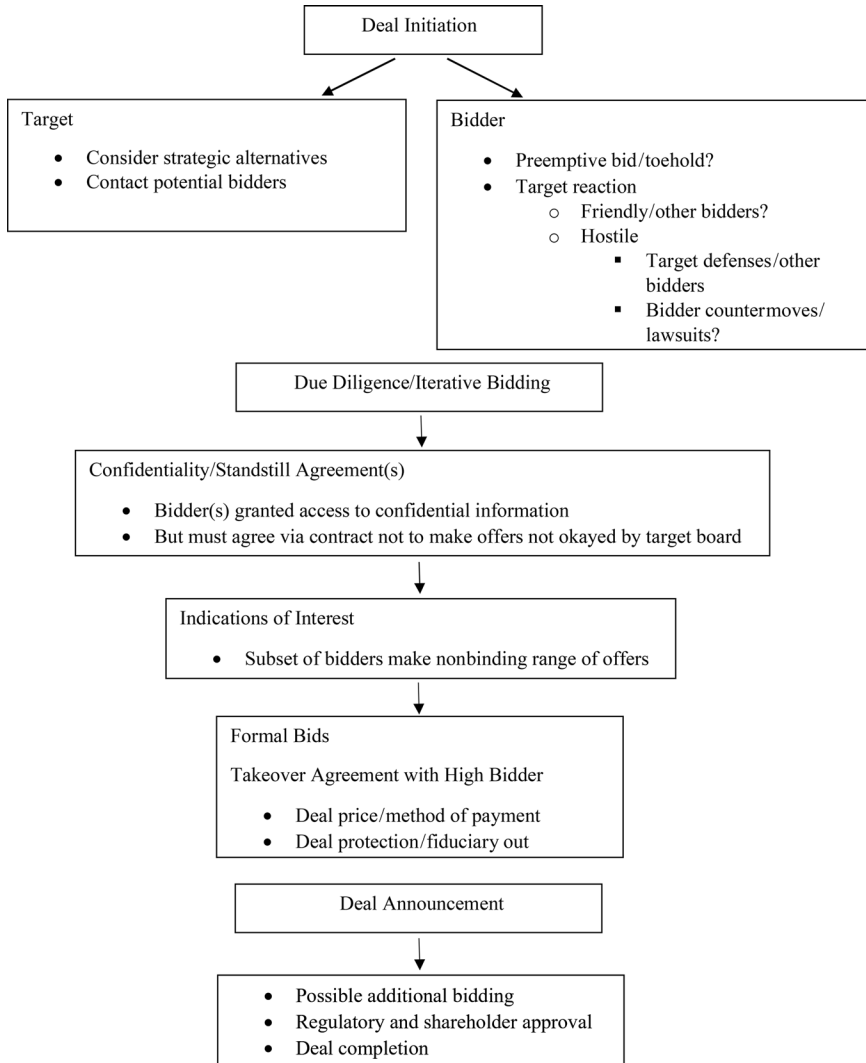 Deal Initiation
Target
• Consider strategic alternatives
• Contact potential bidders
Bidder
• Preemptive bid/toehold?
• Target reaction
o Friendly/other bidders?
o Hostile
▪ Target defenses/other
bidders
▪ Bidder countermoves/
lawsuits?
Due Diligence/Iterative Bidding
Confidentiality/Standstill Agreement(s)
• Bidder(s) granted access to confidential information
• But must agree via contract not to make offers not okayed by target board
Indications of Interest
• Subset of bidders make nonbinding range of offers
Formal Bids
Takeover Agreement with High Bidder
• Deal price/method of payment
• Deal protection/fiduciary out
Deal Announcement
• Possible additional bidding
• Regulatory and shareholder approval
• Deal completion